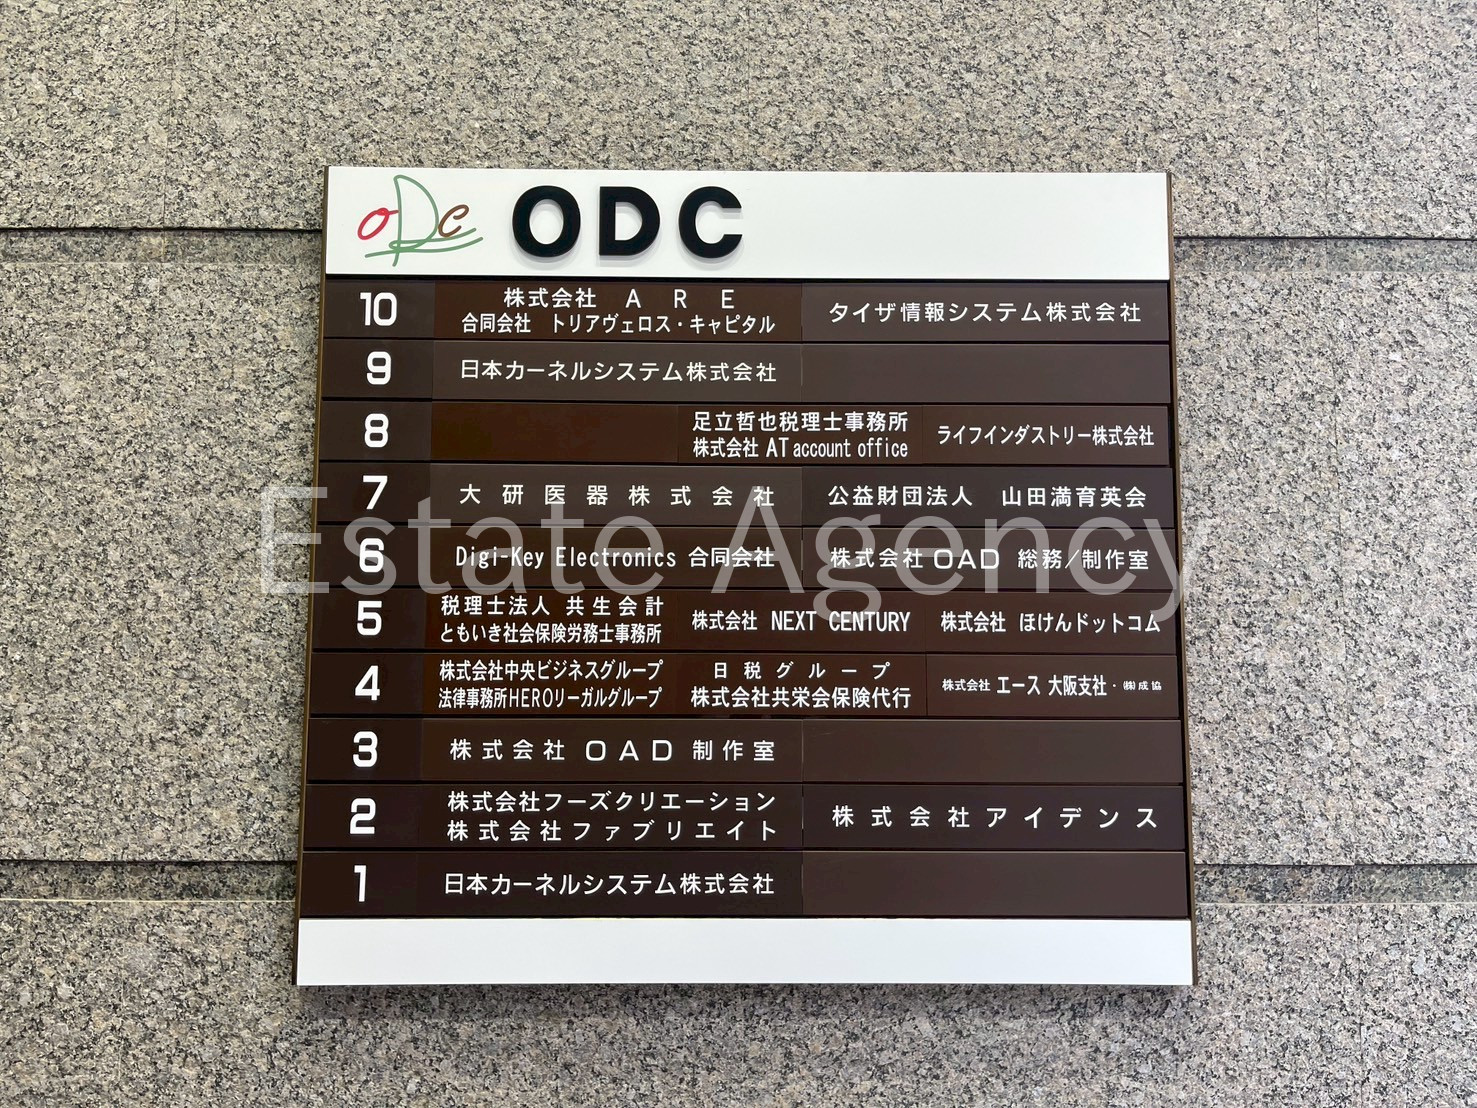 ODC ODC
10 株式会社 ARE
合同会社 トリアヴェロス・キャピタル
タイザ情報システム株式会社
9 日本カーネルシステム株式会社
8 足立哲也税理士事務所
株式会社 AT account office
ライフインダストリー株式会社
7 大研医器株式会社 公益財団法人 山田満育英会
Estate Agency
6 Digi-Key Electronics 合同会社 株式会社 OAD 総務/制作室
5 税理士法人 共生会計
ともいき社会保険労務士事務所
株式会社 NEXT CENTURY 株式会社 ほけんドットコム
4 株式会社中央ビジネスグループ
法律事務所HEROリーガルグループ
日税グループ
株式会社共栄会保険代行
株式会社 エース 大阪支社・㈱成協
3 株式会社 OAD 制作室
2 株式会社フーズクリエーション
株式会社ファブリエイト
株式会社アイデンス
1 日本カーネルシステム株式会社